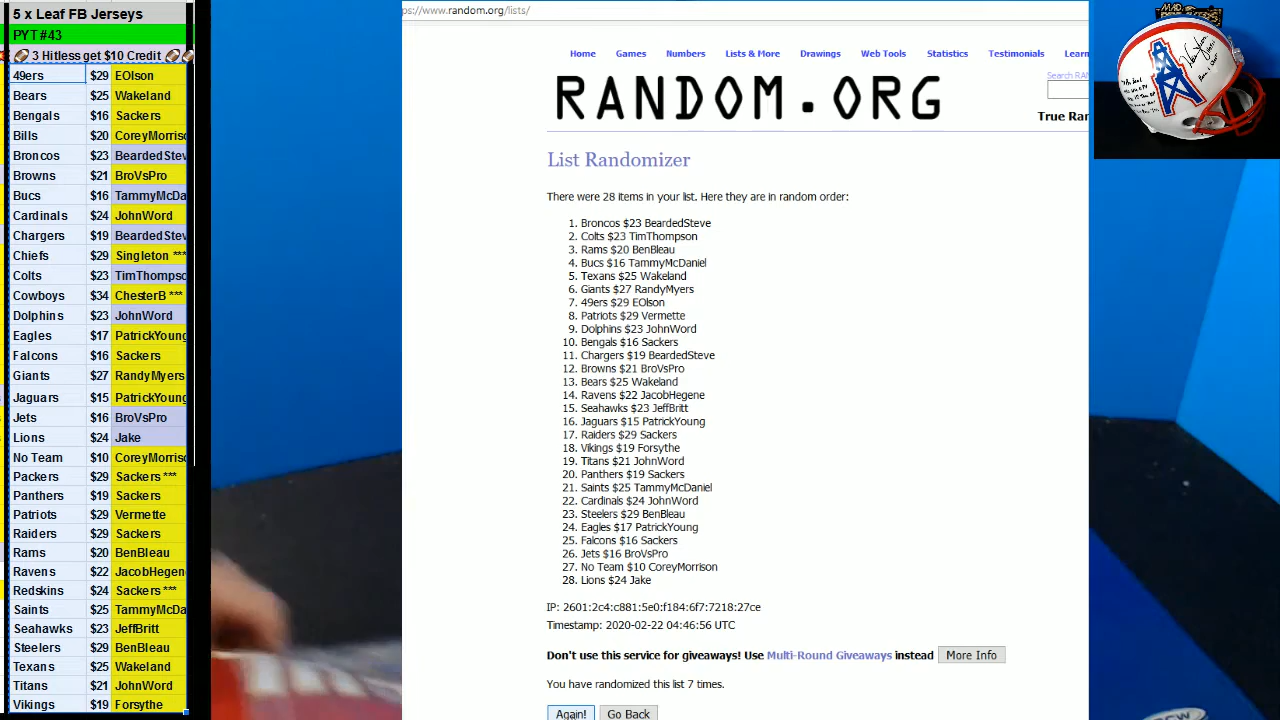 5 x Leaf FB Jerseys
PYT #43
3 Hitless get $10 Credit
49ers $29 EOlson
Bears $25 Wakeland
Bengals $16 Sackers
Bills $20 CoreyMorriso
Broncos $23 BeardedStev
Browns $21 BroVsPro
Bucs $16 TammyMcDa
Cardinals $24 JohnWord
Chargers $19 BeardedStev
Chiefs $29 Singleton ***
Colts $23 TimThompso
Cowboys $34 ChesterB ***
Dolphins $23 JohnWord
Eagles $17 PatrickYoung
Falcons $16 Sackers
Giants $27 RandyMyers
Jaguars $15 PatrickYoung
Jets $16 BroVsPro
Lions $24 Jake
No Team $10 CoreyMorriso
Packers $29 Sackers ***
Panthers $19 Sackers
Patriots $29 Vermette
Raiders $29 Sackers
Rams $20 BenBleau
Ravens $22 JacobHegen
Redskins $24 Sackers ***
Saints $25 TammyMcDa
Seahawks $23 JeffBritt
Steelers $29 BenBleau
Texans $25 Wakeland
Titans $21 JohnWord
Vikings $19 Forsythe
ps://www.random.org/lists/
Home Games Numbers Lists & More Drawings Web Tools Statistics Testimonials Learn
Search RAN
RANDOM.ORG
True Ran
List Randomizer
There were 28 items in your list. Here they are in random order:
1. Broncos $23 BeardedSteve
2. Colts $23 TimThompson
3. Rams $20 BenBleau
4. Bucs $16 TammyMcDaniel
5. Texans $25 Wakeland
6. Giants $27 RandyMyers
7. 49ers $29 EOlson
8. Patriots $29 Vermette
9. Dolphins $23 JohnWord
10. Bengals $16 Sackers
11. Chargers $19 BeardedSteve
12. Browns $21 BroVsPro
13. Bears $25 Wakeland
14. Ravens $22 JacobHegene
15. Seahawks $23 JeffBritt
16. Jaguars $15 PatrickYoung
17. Raiders $29 Sackers
18. Vikings $19 Forsythe
19. Titans $21 JohnWord
20. Panthers $19 Sackers
21. Saints $25 TammyMcDaniel
22. Cardinals $24 JohnWord
23. Steelers $29 BenBleau
24. Eagles $17 PatrickYoung
25. Falcons $16 Sackers
26. Jets $16 BroVsPro
27. No Team $10 CoreyMorrison
28. Lions $24 Jake
IP: 2601:2c4:c881:5e0:f184:6f7:7218:27ce
Timestamp: 2020-02-22 04:46:56 UTC
Don't use this service for giveaways! Use Multi-Round Giveaways instead More Info
You have randomized this list 7 times.
Again! Go Back